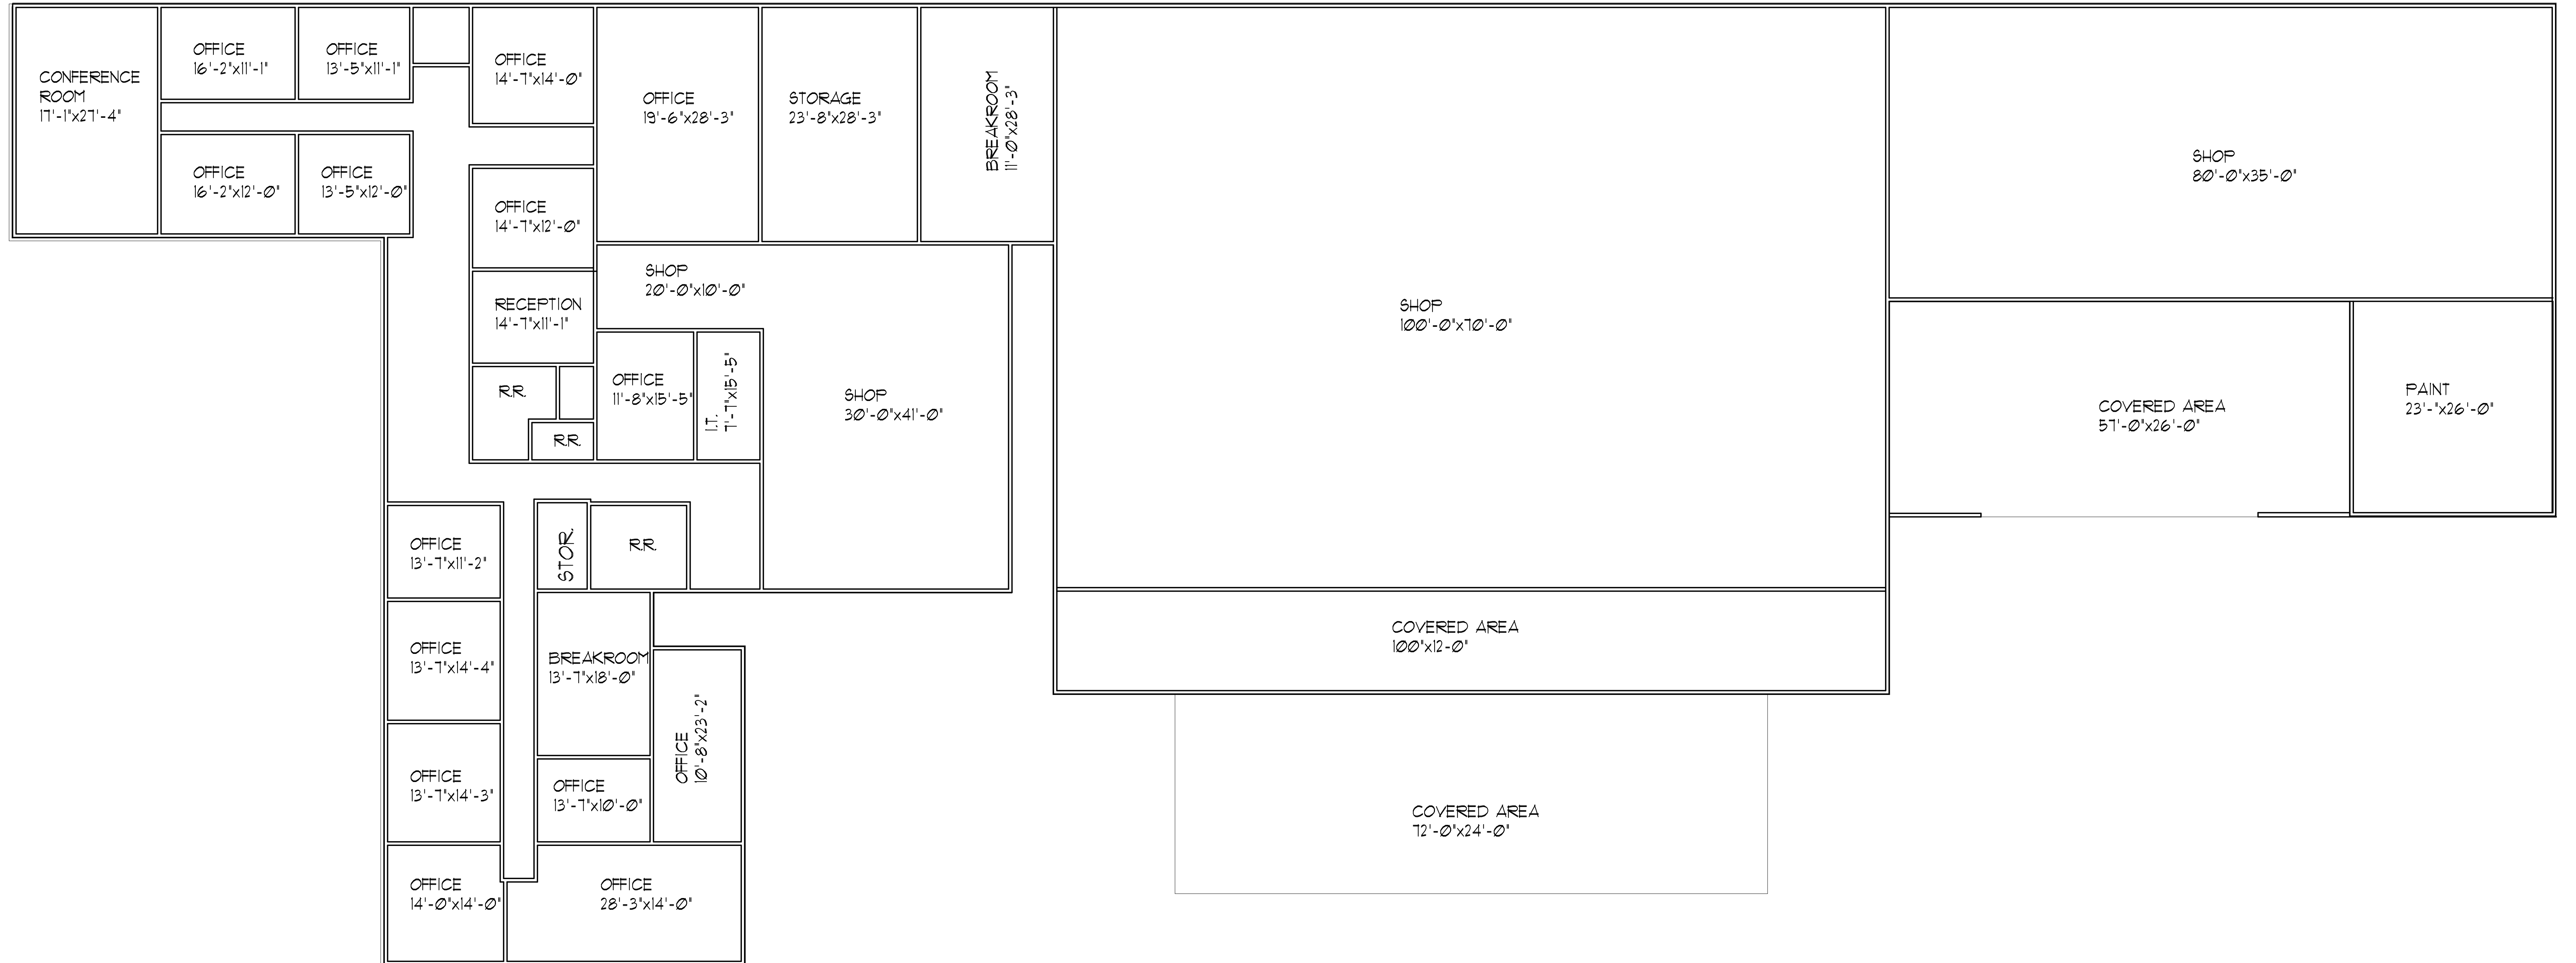 CONFERENCE
ROOM
17'-1"x27'-4"
OFFICE
16'-2"x11'-1"
OFFICE
13'-5"x11'-1"
OFFICE
16'-2"x12'-0"
OFFICE
13'-5"x12'-0"
OFFICE
14'-7"x14'-0"
OFFICE
14'-7"x12'-0"
RECEPTION
14'-7"x11'-1"
R.R.
R.R.
OFFICE
19'-6"x28'-3"
STORAGE
23'-8"x28'-3"
BREAKROOM
11'-0"x28'-3"
SHOP
20'-0"x10'-0"
OFFICE
11'-8"x15'-5"
I.T.
7'-7"x15'-5"
SHOP
30'-0"x41'-0"
SHOP
100'-0"x70'-0"
SHOP
80'-0"x35'-0"
COVERED AREA
57'-0"x26'-0"
PAINT
23'-"x26'-0"
OFFICE
13'-7"x11'-2"
STOR.
R.R.
OFFICE
13'-7"x14'-4"
BREAKROOM
13'-7"x18'-0"
OFFICE
10'-8"x23'-2"
OFFICE
13'-7"x14'-3"
OFFICE
13'-7"x10'-0"
OFFICE
14'-0"x14'-0"
OFFICE
28'-3"x14'-0"
COVERED AREA
100"x12-0"
COVERED AREA
72'-0"x24'-0"